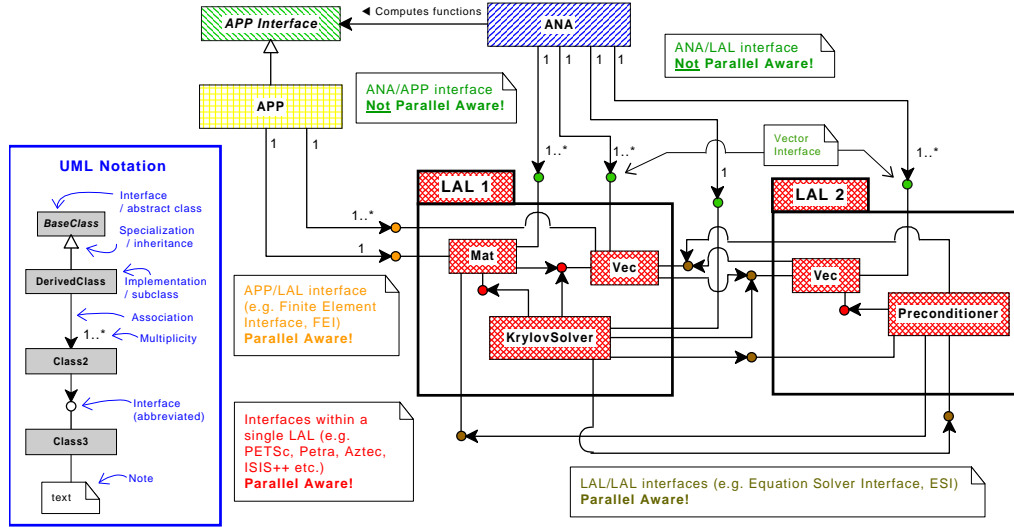 APP Interface
◄ Computes functions
ANA
1
1
1
1
ANA/LAL interface
Not Parallel Aware!
ANA/APP interface
Not Parallel Aware!
APP
1
1
Vector
Interface
1..*
1..*
1
1..*
UML Notation
Interface
/ abstract class
BaseClass
Specialization
/ inheritance
DerivedClass
Implementation
/ subclass
Association
1..*
Multiplicity
Class2
Interface
(abbreviated)
Class3
Note
text
LAL 1
LAL 2
1..*
1
Mat
Vec
Vec
KrylovSolver
Preconditioner
APP/LAL interface
(e.g. Finite Element
Interface, FEI)
Parallel Aware!
Interfaces within a
single LAL (e.g.
PETSc, Petra, Aztec,
ISIS++ etc.)
Parallel Aware!
LAL/LAL interfaces (e.g. Equation Solver Interface, ESI)
Parallel Aware!